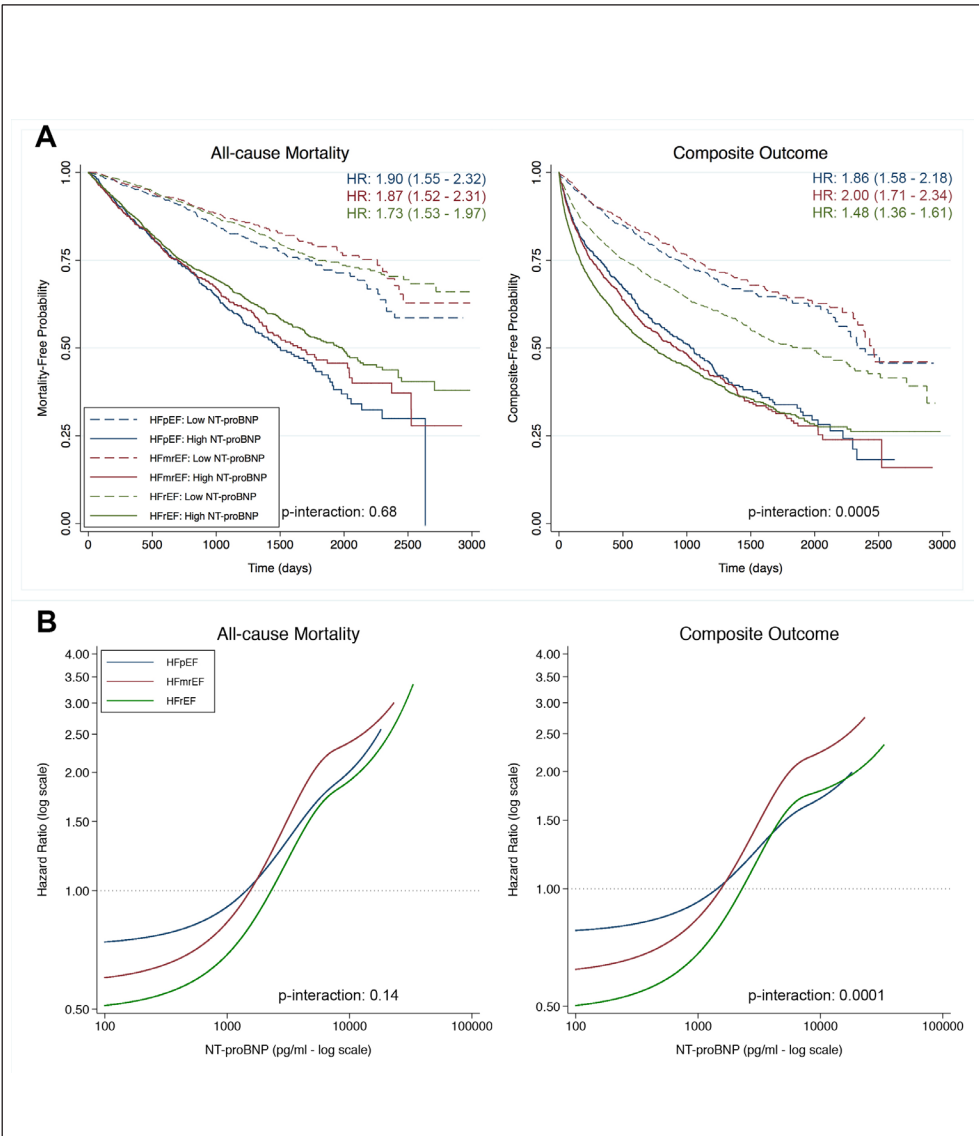 A
All-cause Mortality
HR: 1.90 (1.55 - 2.32)
HR: 1.87 (1.52 - 2.31)
HR: 1.73 (1.53 - 1.97)
Mortality-Free Probability
1.00
0.75
0.50
0.25
0.00
HFpEF: Low NT-proBNP
HFpEF: High NT-proBNP
HFmrEF: Low NT-proBNP
HFmrEF: High NT-proBNP
HFrEF: Low NT-proBNP
HFrEF: High NT-proBNP
p-interaction: 0.68
0 500 1000 1500 2000 2500 3000
Time (days)
Composite Outcome
HR: 1.86 (1.58 - 2.18)
HR: 2.00 (1.71 - 2.34)
HR: 1.48 (1.36 - 1.61)
Composite-Free Probability
1.00
0.75
0.50
0.25
0.00
p-interaction: 0.0005
0 500 1000 1500 2000 2500 3000
Time (days)
B
All-cause Mortality
Hazard Ratio (log scale)
4.00
3.50
3.00
2.50
2.00
1.50
1.00
0.50
HFpEF
HFmrEF
HFrEF
p-interaction: 0.14
100 1000 10000 100000
NT-proBNP (pg/ml - log scale)
Composite Outcome
Hazard Ratio (log scale)
4.00
3.50
3.00
2.50
2.00
1.50
1.00
0.50
p-interaction: 0.0001
100 1000 10000 100000
NT-proBNP (pg/ml - log scale)